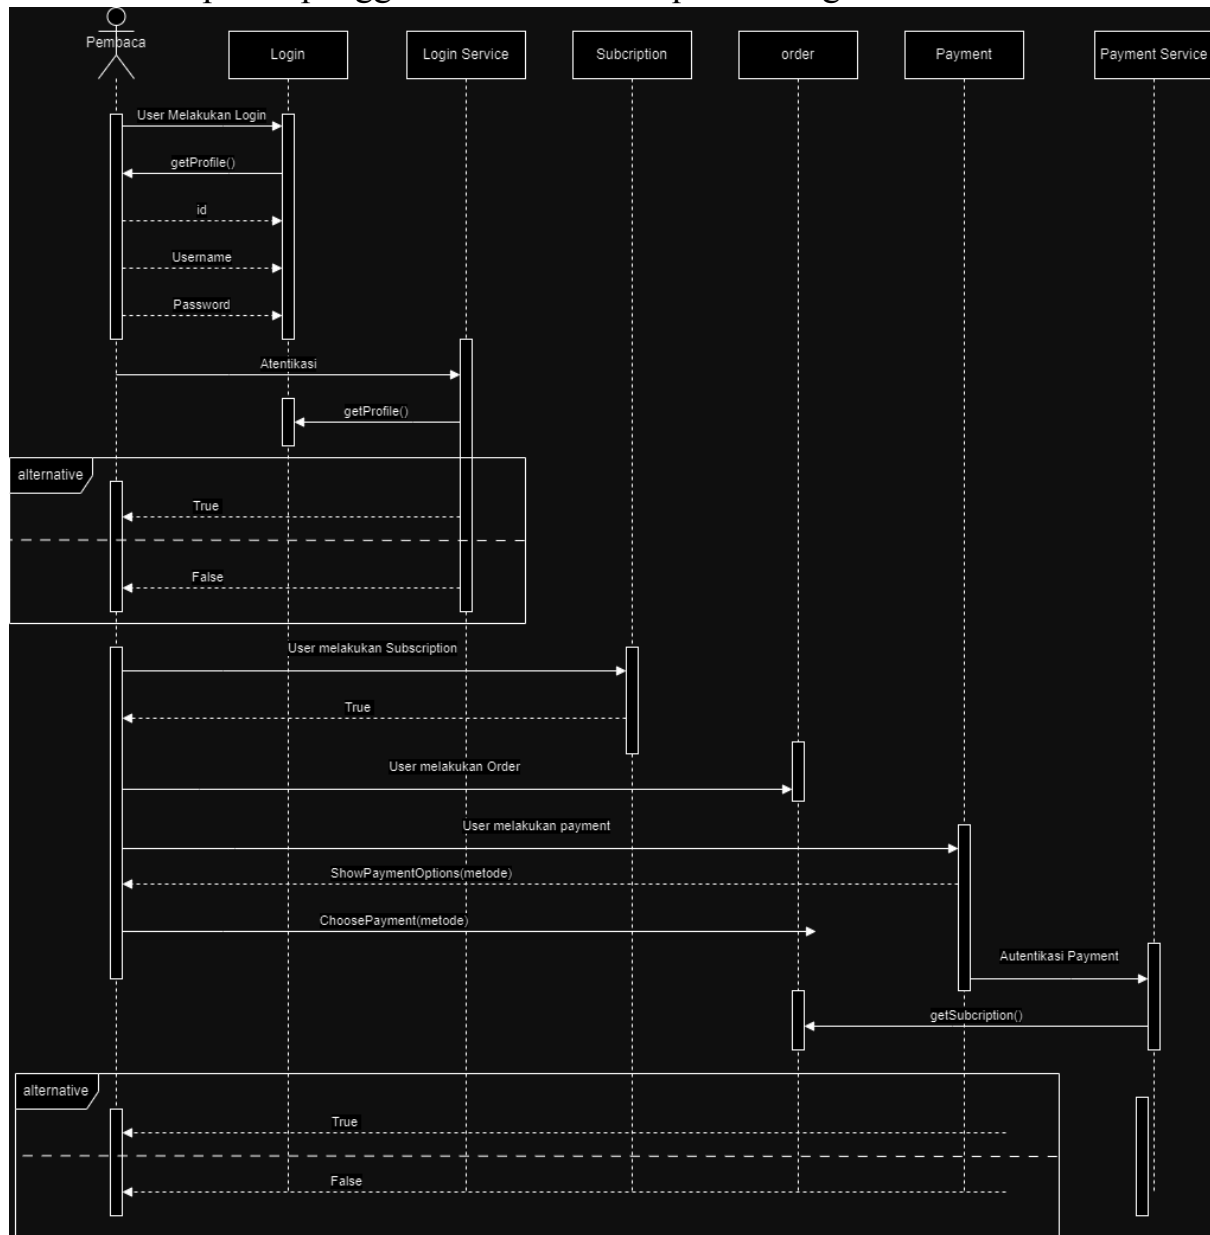 Pembaca
Login
Login Service
Subcription
order
Payment
Payment Service
User Melakukan Login
getProfile()
id
Username
Password
Atentikasi
getProfile()
alternative
True
False
User melakukan Subscription
True
User melakukan Order
User melakukan payment
ShowPaymentOptions(metode)
ChoosePayment(metode)
Autentikasi Payment
getSubcription()
alternative
True
False